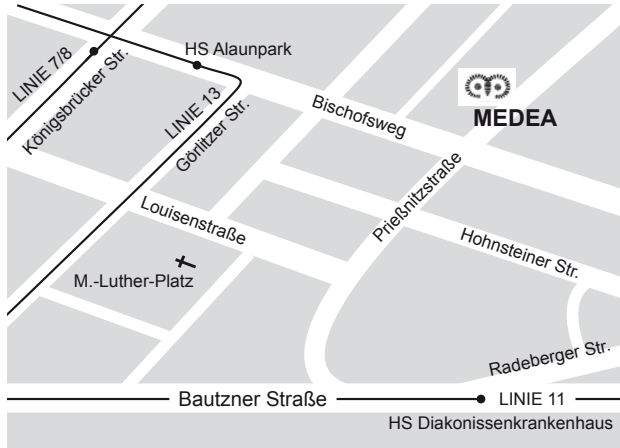 HS Alaunpark
LINIE 7/8
Königsbrücker Str.
LINIE 13
Görlitzer Str.
Bischofsweg
MEDEA
Prießnitzstraße
Louisenstraße
Hohnsteiner Str.
M.-Luther-Platz
Radeberger Str.
Bautzner Straße
LINIE 11
HS Diakonissenkrankenhaus